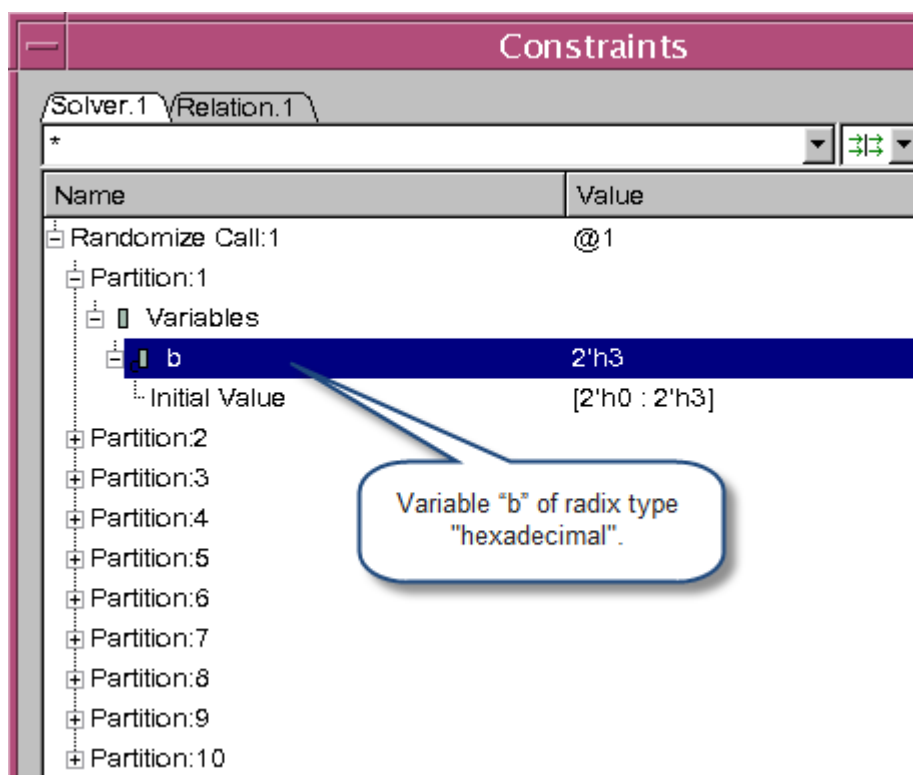 Constraints
Solver.1 Relation.1
*
Name Value
Randomize Call:1 @1
Partition:1
Variables
b 2'h3
Initial Value [2'h0 : 2'h3]
Partition:2
Partition:3
Partition:4
Partition:5
Partition:6
Partition:7
Partition:8
Partition:9
Partition:10
Variable “b” of radix type
"hexadecimal".